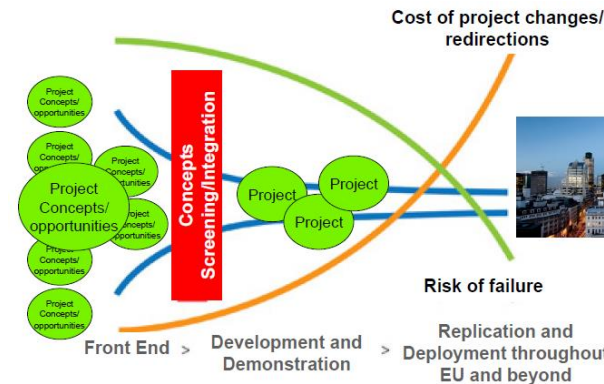 Cost of project changes/
redirections
Project
Concepts/
opportunities
Project
Concepts/
opportunities
Project
Concepts/
opportunities
Project
Concepts/
opportunities
Project
Concepts/
Project
Concepts/
opportunities
Project
Concepts/
opportunities
Concepts
Screening/Integration
Project
Project
Project
Risk of failure
Front End > Development and
Demonstration > Replication and
Deployment throughout
EU and beyond